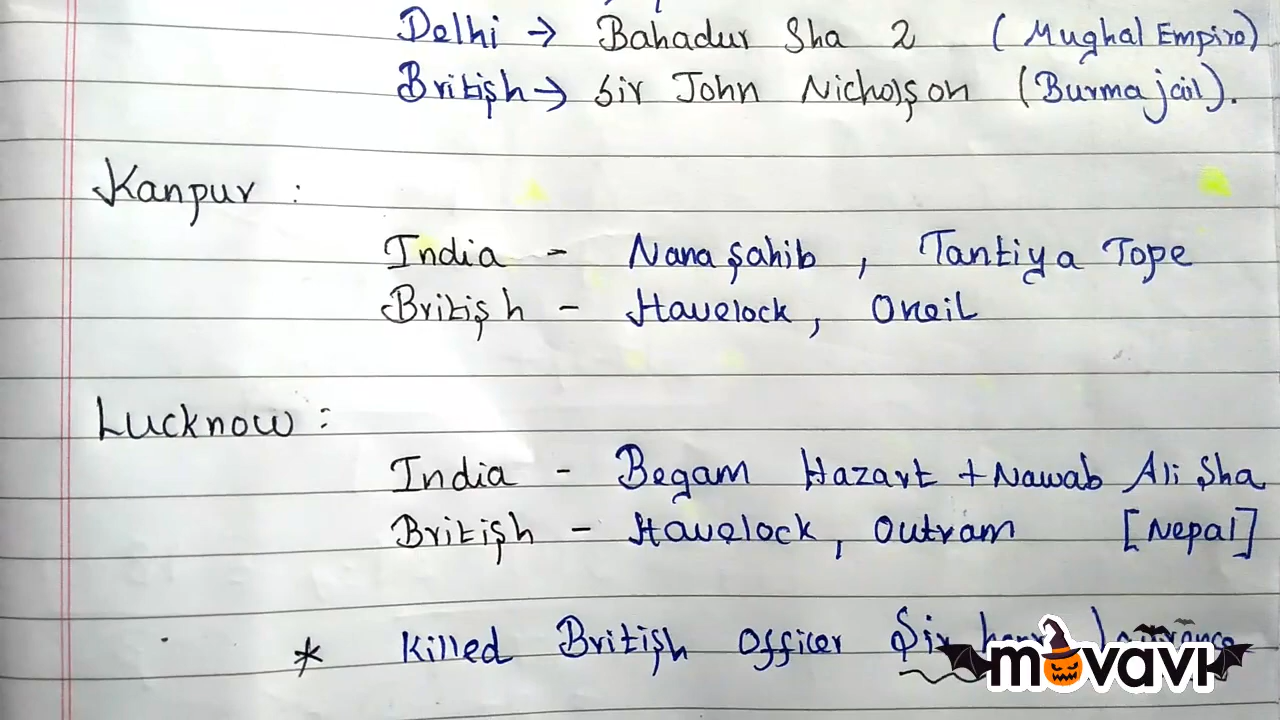 Delhi → Bahadur Sha 2 (Mughal Empire)
British → Sir John Nicholson (Burma jail).
Kanpur :
India - Nana Sahib , Tantiya Tope
British - Havelock, Oneil
Lucknow :
India - Begam Hazart + Nawab Ali Sha
British - Havelock, Outram [Nepal]
* Killed British Officer Sir
movavi